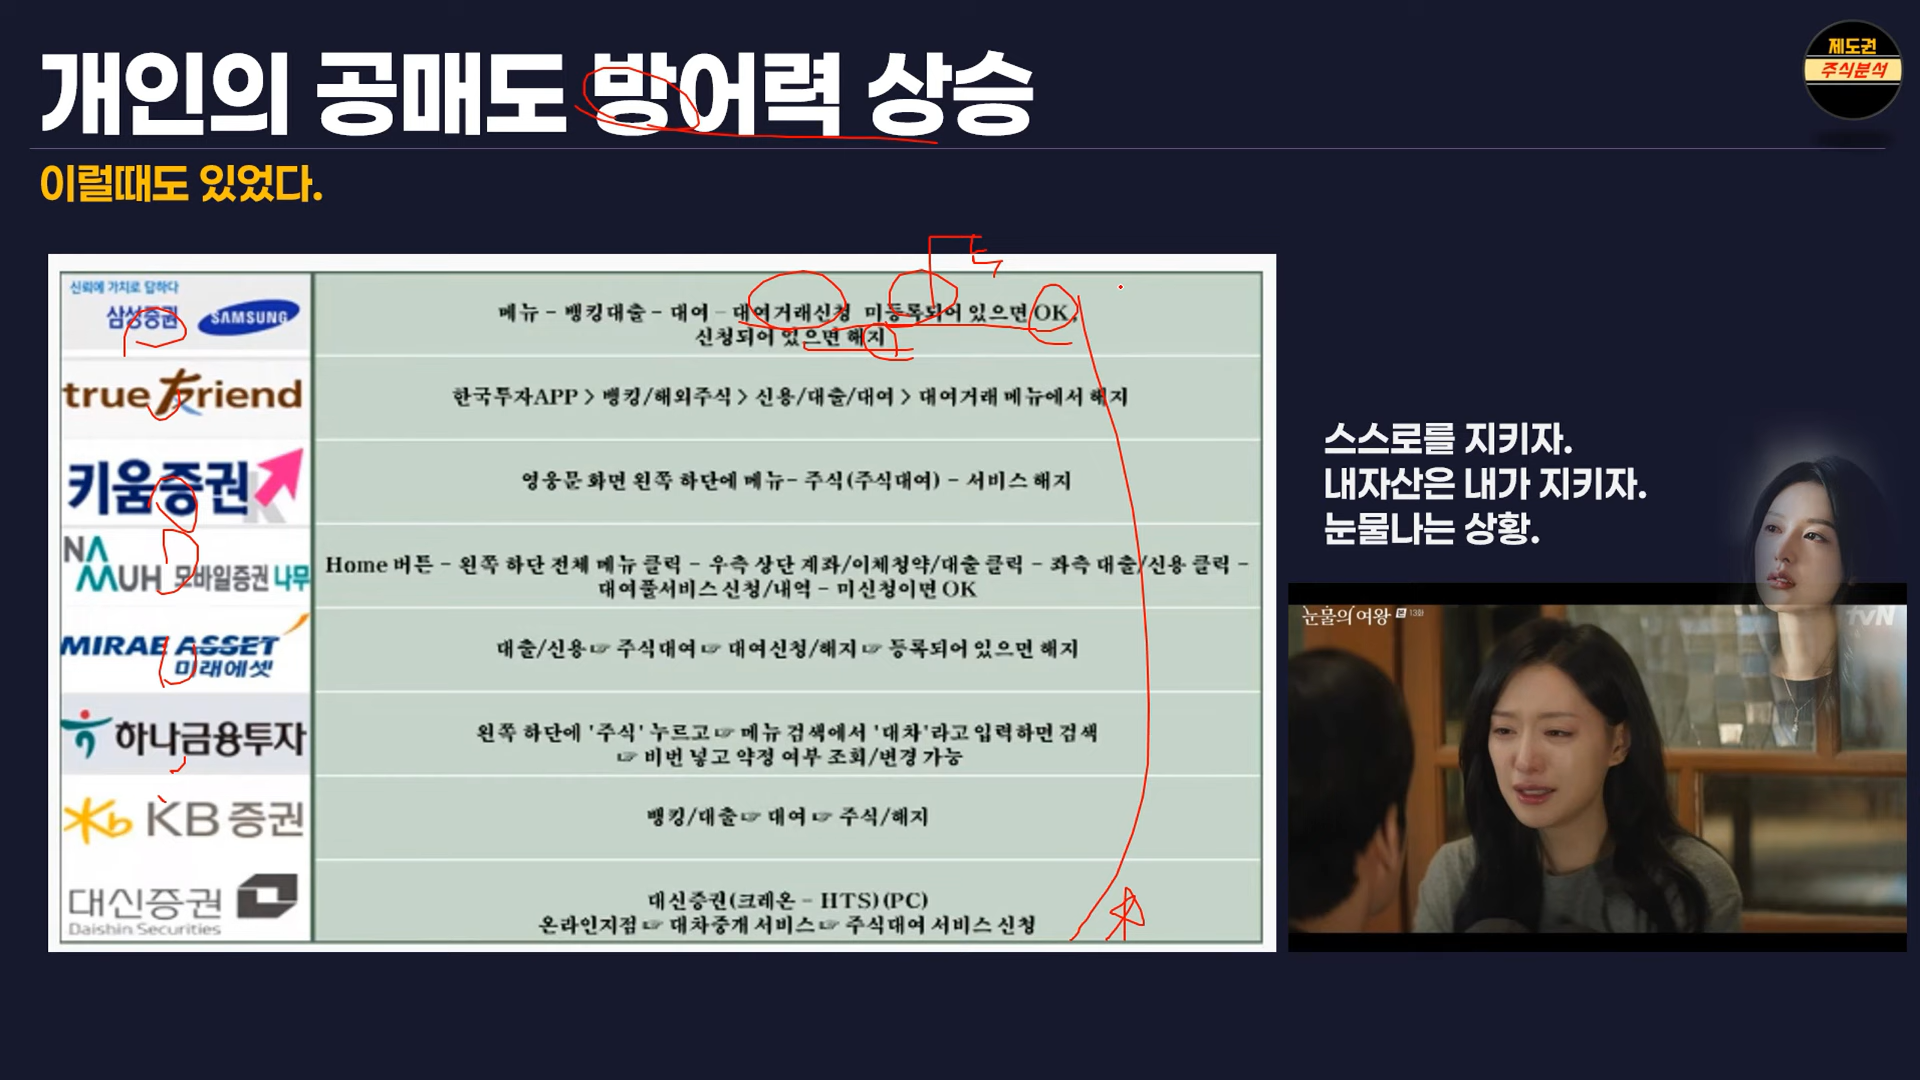 개인의 공매도 방어력 상승
제도권
주식분석
이럴때도 있었다.
신뢰에 가치로 답하다
삼성증권 SAMSUNG
메뉴 - 뱅킹대출 - 대여 - 대여거래신청 미등록되어 있으면 OK,
신청되어 있으면 해지
true friend
한국투자APP > 뱅킹/해외주식 > 신용/대출/대여 > 대여거래 메뉴에서 해지
키움증권
영웅문 화면 왼쪽 하단에 메뉴- 주식(주식대여) - 서비스 해지
NAMUH 모바일증권 나무
Home 버튼 - 왼쪽 하단 전체 메뉴 클릭 - 우측 상단 계좌/이체청약/대출 클릭 - 좌측 대출/신용 클릭 -
대여풀서비스 신청/내역 - 미신청이면 OK
MIRAE ASSET
미래에셋
대출/신용☞ 주식대여 ☞ 대여신청/해지 ☞ 등록되어 있으면 해지
하나금융투자
왼쪽 하단에 '주식' 누르고☞ 메뉴 검색에서 '대차'라고 입력하면 검색
☞ 비번 넣고 약정 여부 조회/변경 가능
Kb KB 증권
뱅킹/대출☞ 대여 ☞ 주식/해지
대신증권
Daishin Securities
대신증권(크레온 - HTS)(PC)
온라인지점 ☞ 대차중개 서비스☞ 주식대여 서비스 신청
스스로를 지키자.
내자산은 내가 지키자.
눈물나는 상황.
눈물의 여왕 본 13화
tvN